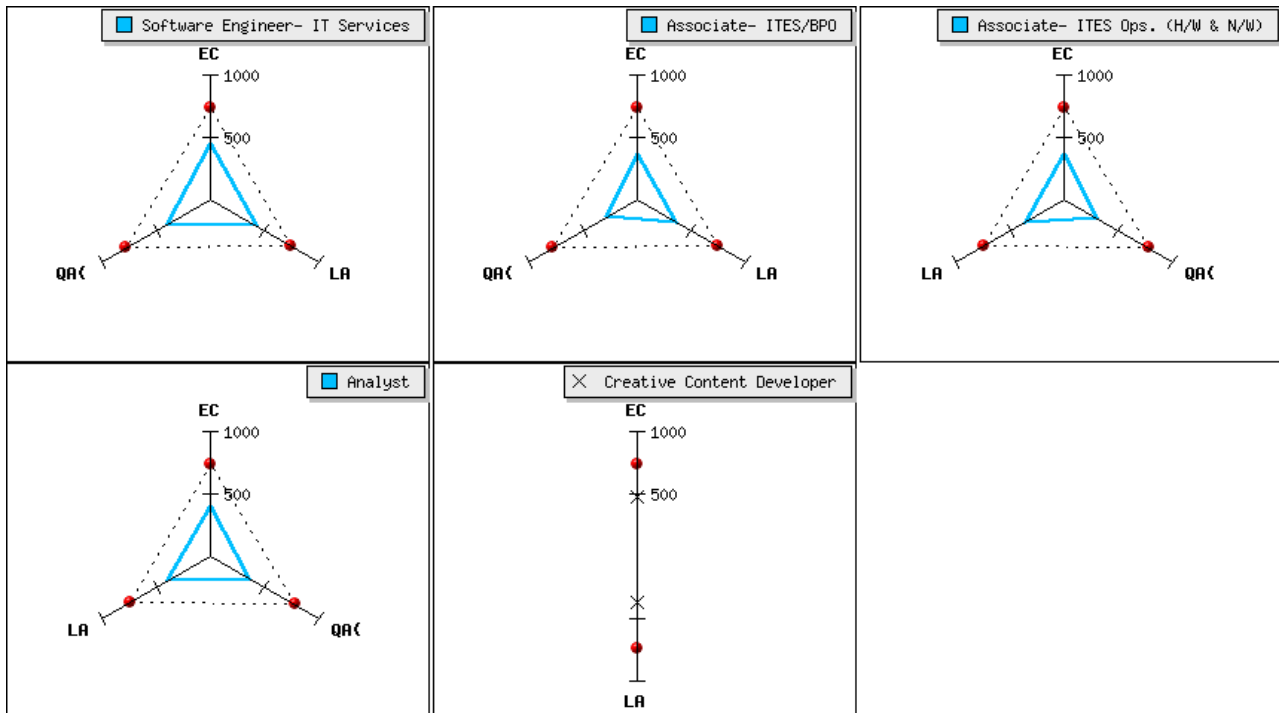 Software Engineer- IT Services
EC
1000
500
QA(
LA
Associate- ITES/BPO
EC
1000
500
QA(
LA
Associate- ITES Ops. (H/W & N/W)
EC
1000
500
LA
QA(
Analyst
EC
1000
500
LA
QA(
Creative Content Developer
EC
1000
500
LA